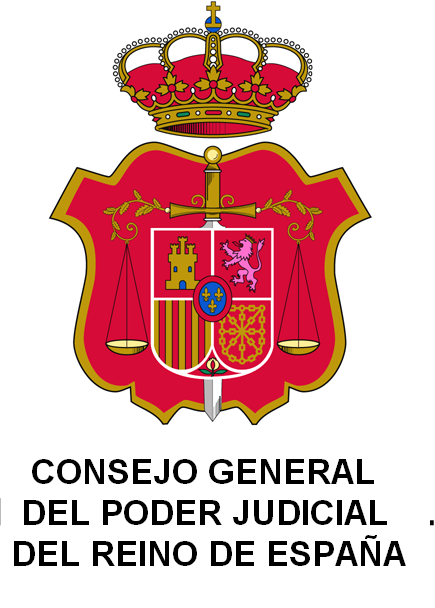 CONSEJO GENERAL
DEL PODER JUDICIAL .
DEL REINO DE ESPAÑA